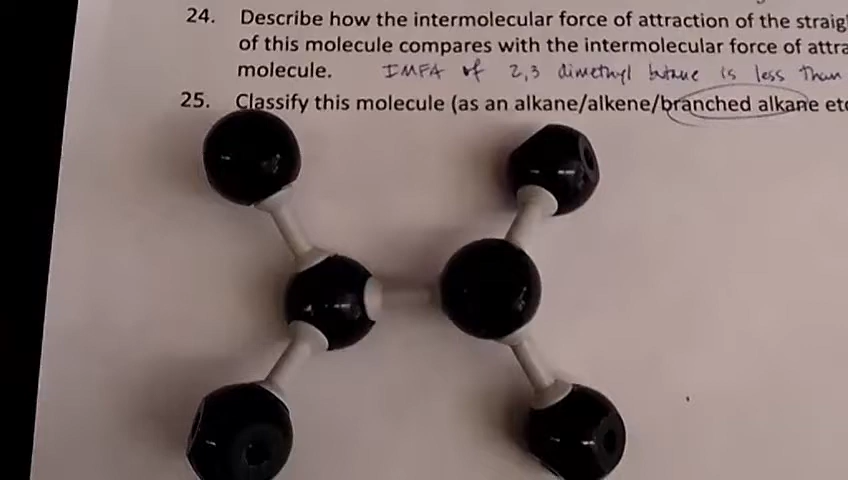 24. Describe how the intermolecular force of attraction of the straig
of this molecule compares with the intermolecular force of attra
molecule. IMFA of 2,3 dimethyl butane is less than
25. Classify this molecule (as an alkane/alkene/branched alkane etc